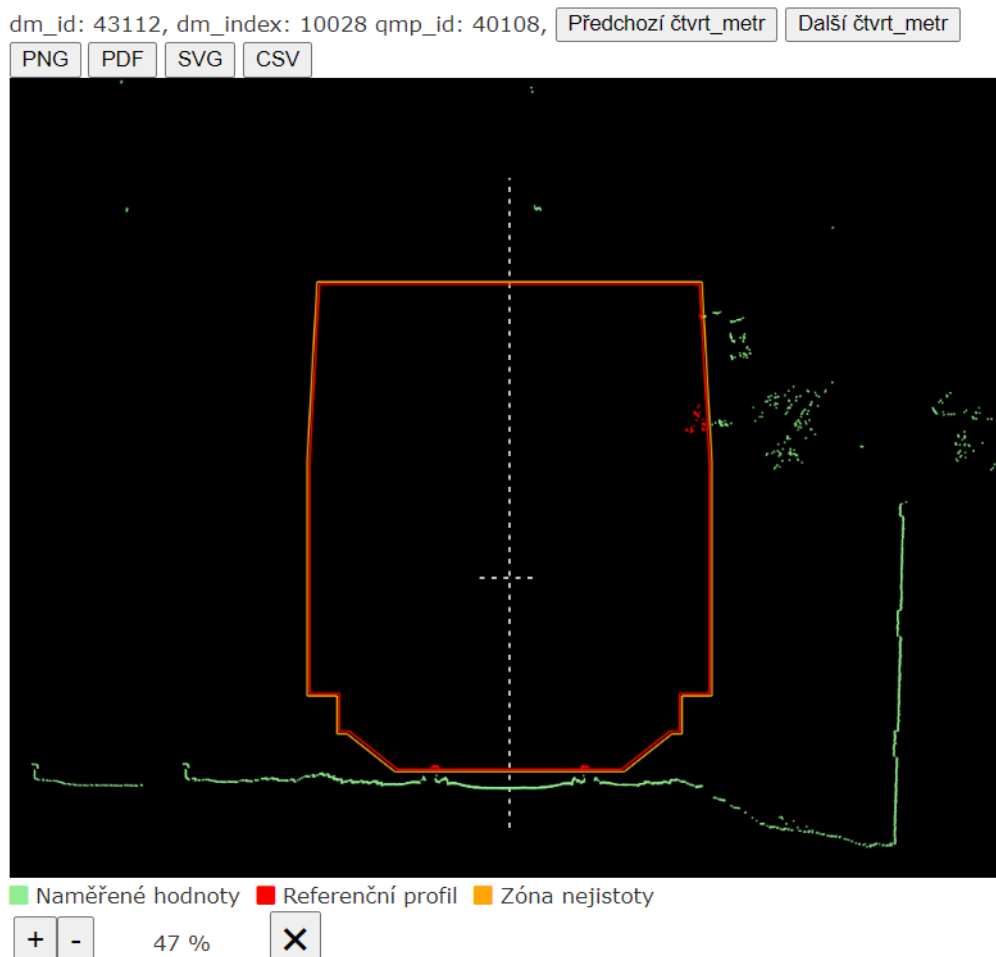 dm_id: 43112, dm_index: 10028 qmp_id: 40108, Předchozí čtvrt_metr Další čtvrt_metr
PNG PDF SVG CSV
Naměřené hodnoty Referenční profil Zóna nejistoty
+ - 47 % ✕